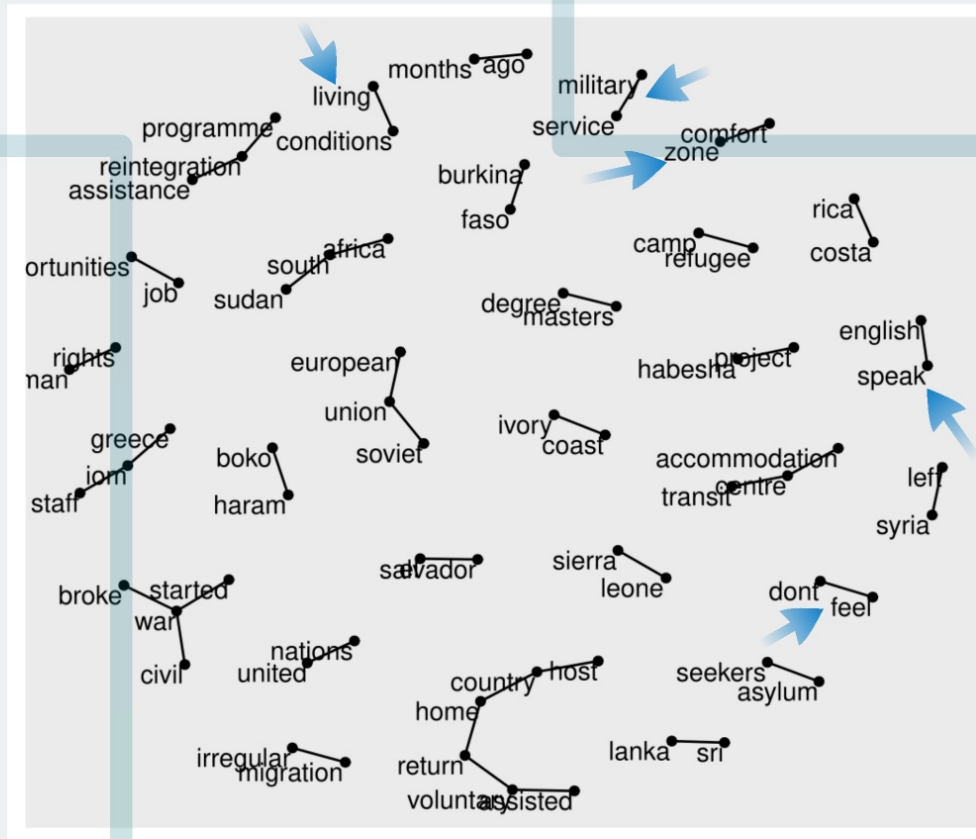 months ago
living
conditions
military
service
comfort
zone
programme
reintegration
assistance
burkina
faso
rica
costa
camp
refugee
africa
south
sudan
ortunities
job
degree
masters
english
speak
rights
man
european
union
soviet
project
habesha
ivory
coast
greece
iom
staff
boko
haram
accommodation
centre
transit
left
syria
salvador
el
sierra
leone
broke
started
war
civil
dont
feel
nations
united
host
country
home
return
voluntary
assisted
seekers
asylum
irregular
migration
lanka
sri